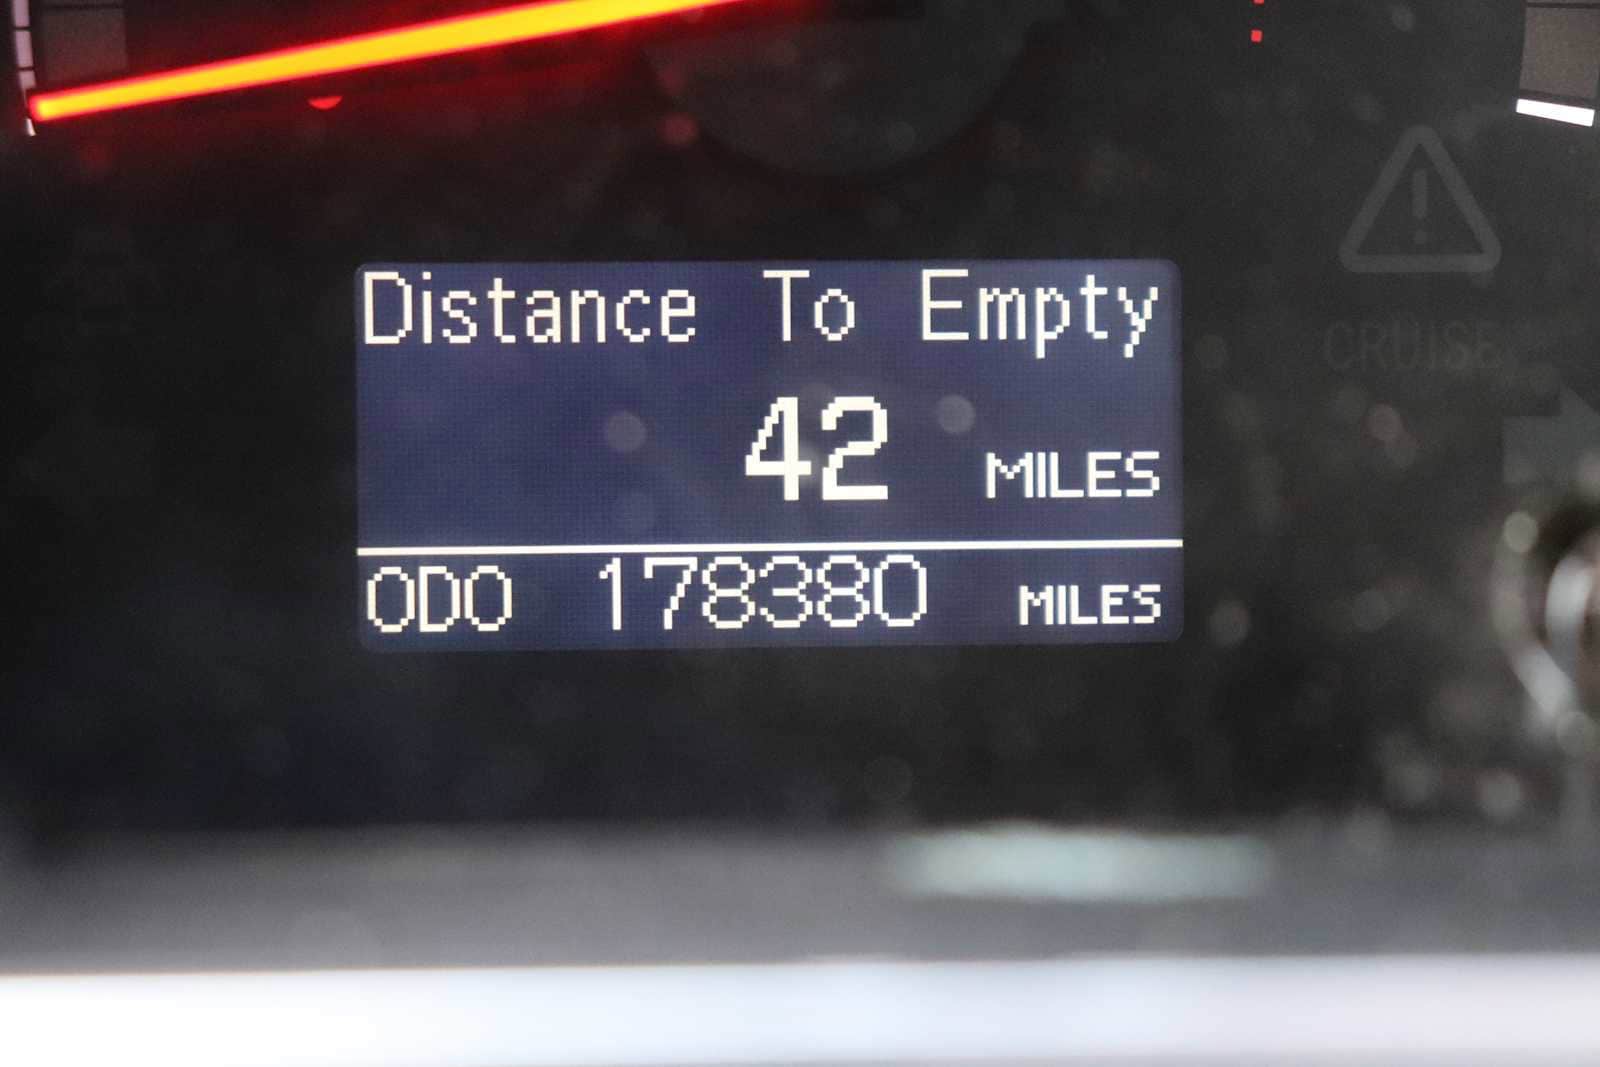 Distance To Empty
42 MILES
CRUISE
ODO 178380 MILES